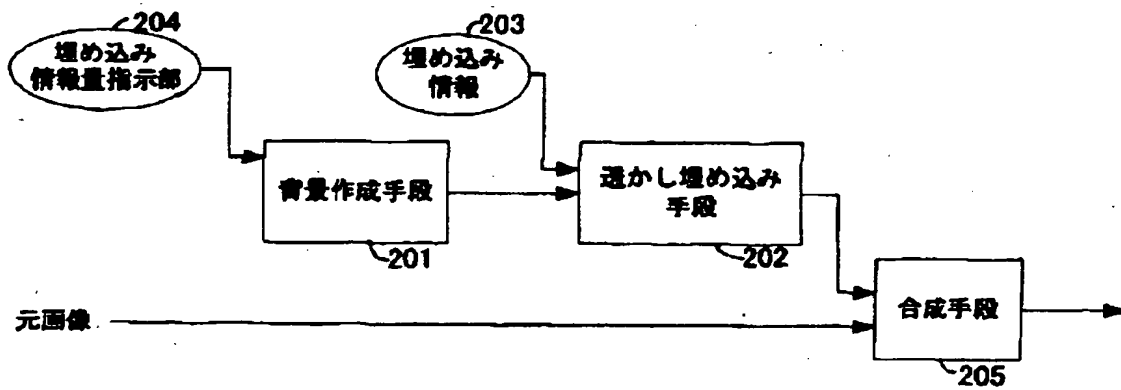 204
埋め込み
情報量指示部
203
埋め込み
情報
背景作成手段
201
透かし埋め込み
手段
202
元画像
合成手段
205